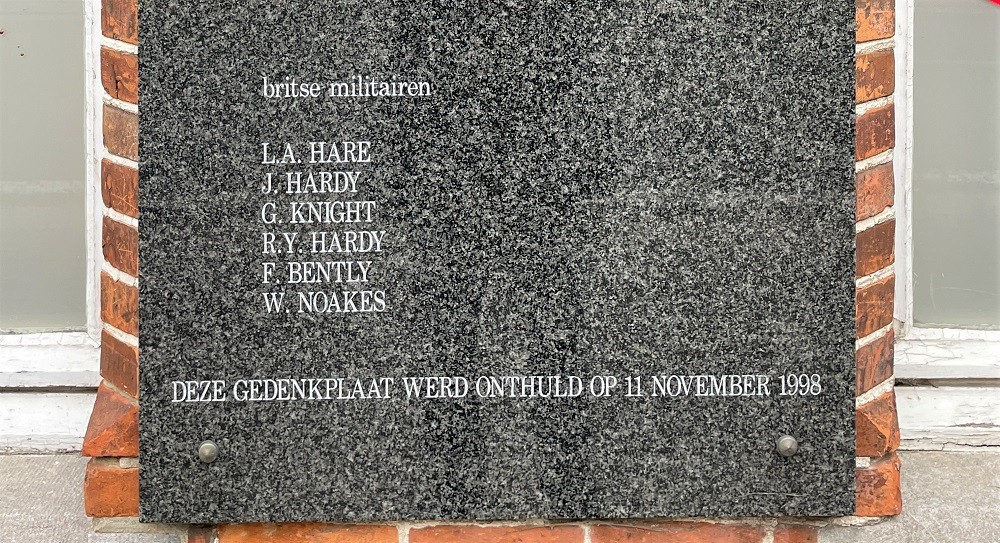 britse militairen
L.A. HARE
J. HARDY
G. KNIGHT
R.Y. HARDY
F. BENTLY
W. NOAKES
DEZE GEDENKPLAAT WERD ONTHULD OP 11 NOVEMBER 1998